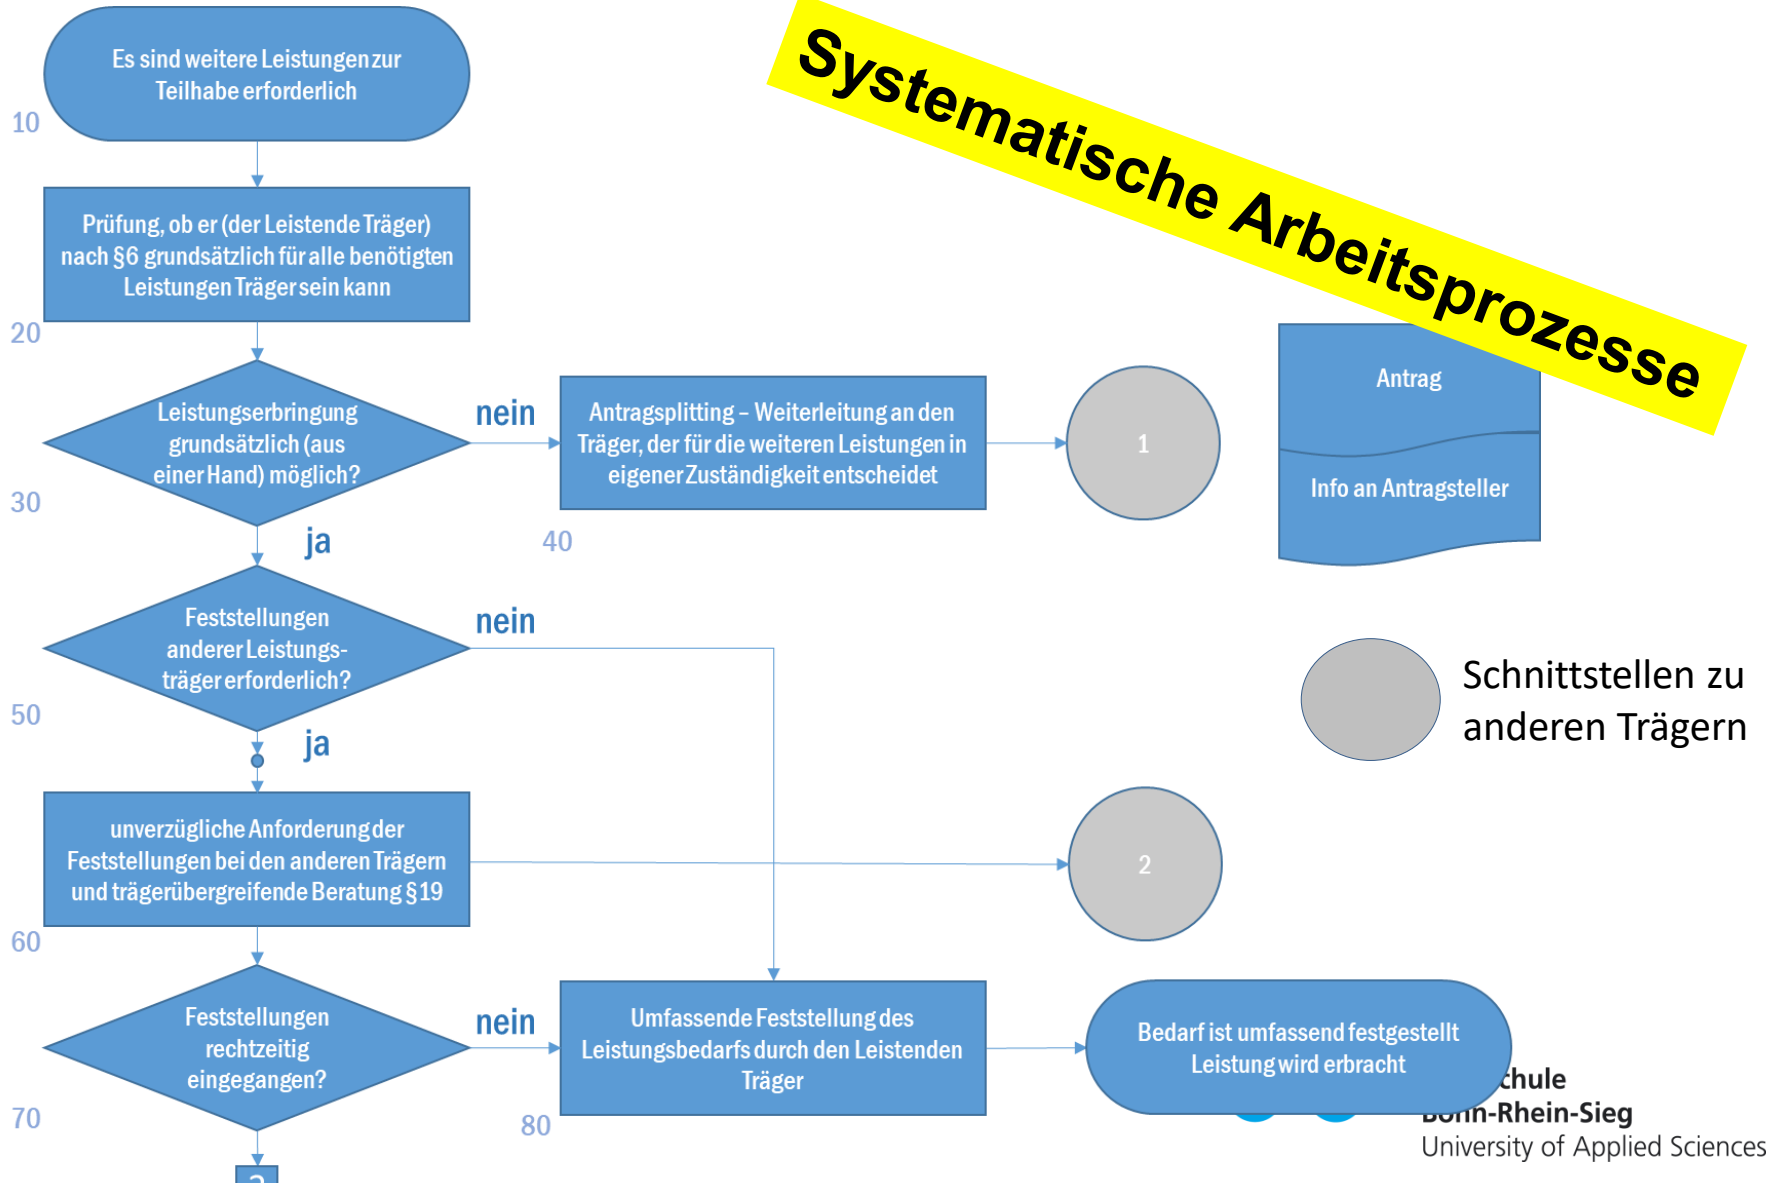 Systematische Arbeitsprozesse
Es sind weitere Leistungen zur
Teilhabe erforderlich
10
Prüfung, ob er (der Leistende Träger)
nach §6 grundsätzlich für alle benötigten
Leistungen Träger sein kann
20
Leistungserbringung
grundsätzlich (aus
einer Hand) möglich?
30
nein
Antragsplitting – Weiterleitung an den
Träger, der für die weiteren Leistungen in
eigener Zuständigkeit entscheidet
40
1
Antrag
Info an Antragsteller
ja
Feststellungen
anderer Leistungs-
träger erforderlich?
50
nein
Schnittstellen zu
anderen Trägern
ja
unverzügliche Anforderung der
Feststellungen bei den anderen Trägern
und trägerübergreifende Beratung §19
60
2
Feststellungen
rechtzeitig
eingegangen?
70
nein
Umfassende Feststellung des
Leistungsbedarfs durch den Leistenden
Träger
80
Bedarf ist umfassend festgestellt
Leistung wird erbracht
chule
Bonn-Rhein-Sieg
University of Applied Sciences